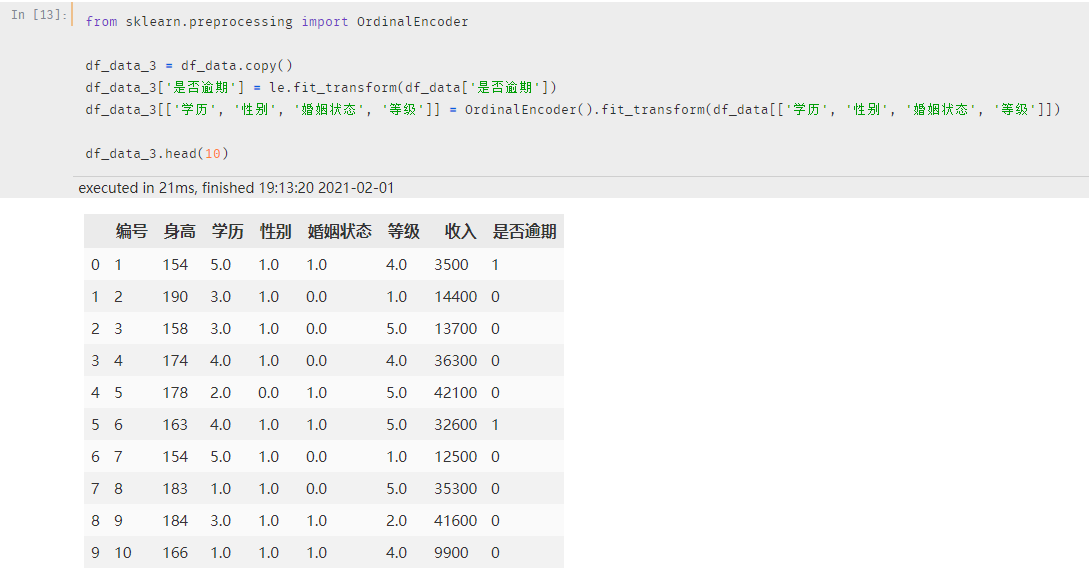 In [13]:
from sklearn.preprocessing import OrdinalEncoder
df_data_3 = df_data.copy()
df_data_3['是否逾期'] = le.fit_transform(df_data['是否逾期'])
df_data_3[['学历', '性别', '婚姻状态', '等级']] = OrdinalEncoder().fit_transform(df_data[['学历', '性别', '婚姻状态', '等级']])
df_data_3.head(10)
executed in 21ms, finished 19:13:20 2021-02-01
编号 身高 学历 性别 婚姻状态 等级 收入 是否逾期
0 1 154 5.0 1.0 1.0 4.0 3500 1
1 2 190 3.0 1.0 0.0 1.0 14400 0
2 3 158 3.0 1.0 0.0 5.0 13700 0
3 4 174 4.0 1.0 0.0 4.0 36300 0
4 5 178 2.0 0.0 1.0 5.0 42100 0
5 6 163 4.0 1.0 1.0 5.0 32600 1
6 7 154 5.0 1.0 0.0 1.0 12500 0
7 8 183 1.0 1.0 0.0 5.0 35300 0
8 9 184 3.0 1.0 1.0 2.0 41600 0
9 10 166 1.0 1.0 1.0 4.0 9900 0